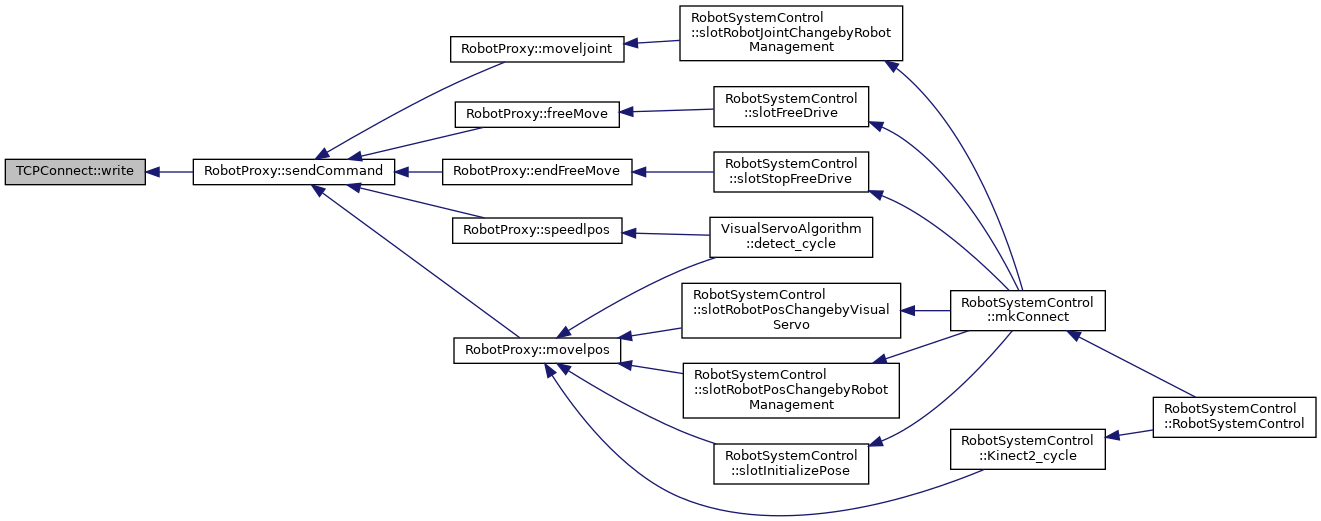 TCPConnect::write
RobotProxy::sendCommand
RobotProxy::moveljoint
RobotProxy::freeMove
RobotProxy::endFreeMove
RobotProxy::speedlpos
RobotProxy::movelpos
RobotSystemControl
::slotRobotJointChangebyRobot
Management
RobotSystemControl
::slotFreeDrive
RobotSystemControl
::slotStopFreeDrive
VisualServoAlgorithm
::detect_cycle
RobotSystemControl
::slotRobotPosChangebyVisual
Servo
RobotSystemControl
::slotRobotPosChangebyRobot
Management
RobotSystemControl
::slotInitializePose
RobotSystemControl
::mkConnect
RobotSystemControl
::Kinect2_cycle
RobotSystemControl
::RobotSystemControl